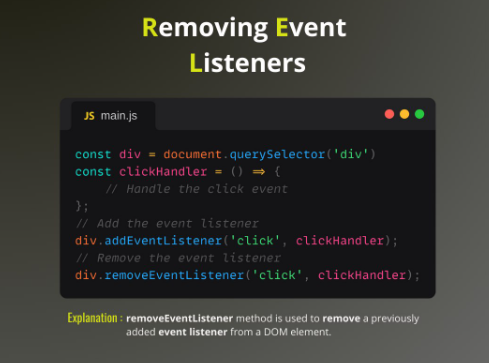 Removing Event
Listeners
JS main.js
const div = document.querySelector('div')
const clickHandler = () => {
// Handle the click event
};
// Add the event listener
div.addEventListener('click', clickHandler);
// Remove the event listener
div.removeEventListener('click', clickHandler);
Explanation : removeEventListener method is used to remove a previously
added event listener from a DOM element.